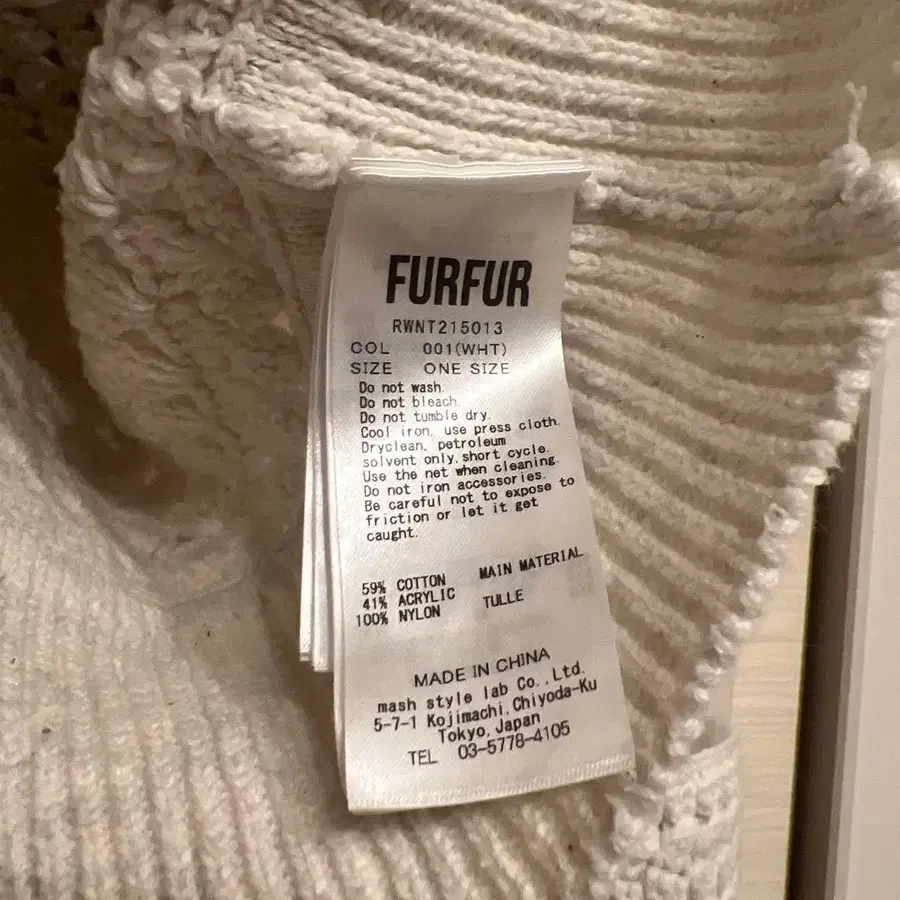 FURFUR
RWNT215013
COL 001(WHT)
SIZE ONE SIZE
Do not wash.
Do not bleach.
Do not tumble dry.
Cool iron, use press cloth.
Dryclean, petroleum
solvent only, short cycle.
Use the net when cleaning.
Do not iron accessories.
Be careful not to expose to
friction or let it get
caught.
59% COTTON MAIN MATERIAL
41% ACRYLIC
100% NYLON TULLE
MADE IN CHINA
mash style lab Co., Ltd.
5-7-1 Kojimachi, Chiyoda-Ku
Tokyo, Japan
TEL 03-5778-4105